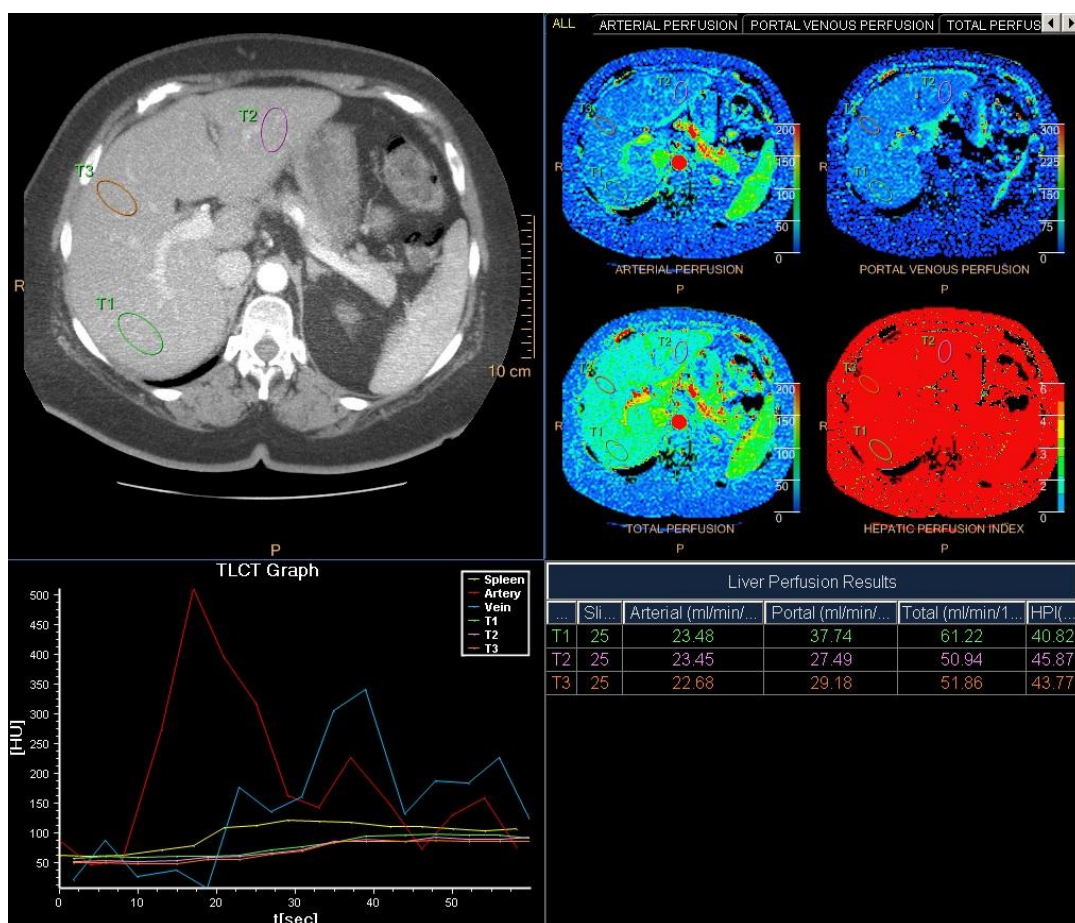 T2
T3
T1
R
10 cm
P
ALL
ARTERIAL PERFUSION
PORTAL VENOUS PERFUSION
TOTAL PERFUS
T2
T3
T1
R
200
150
100
50
0
ARTERIAL PERFUSION
P
T2
T1
R
300
225
150
75
0
PORTAL VENOUS PERFUSION
P
T2
T1
R
200
150
100
50
0
TOTAL PERFUSION
P
T2
T3
T1
R
6
4
3
2
0
HEPATIC PERFUSION INDEX
P
TLCT Graph
Spleen
Artery
Vein
T1
T2
T3
500
450
400
350
300
250
200
150
100
50
[HU]
0 10 20 30 40 50
t[sec]
Liver Perfusion Results
... Sli... Arterial (ml/min/... Portal (ml/min/... Total (ml/min/1... HPI(...
T1 25 23.48 37.74 61.22 40.82
T2 25 23.45 27.49 50.94 45.87
T3 25 22.68 29.18 51.86 43.77